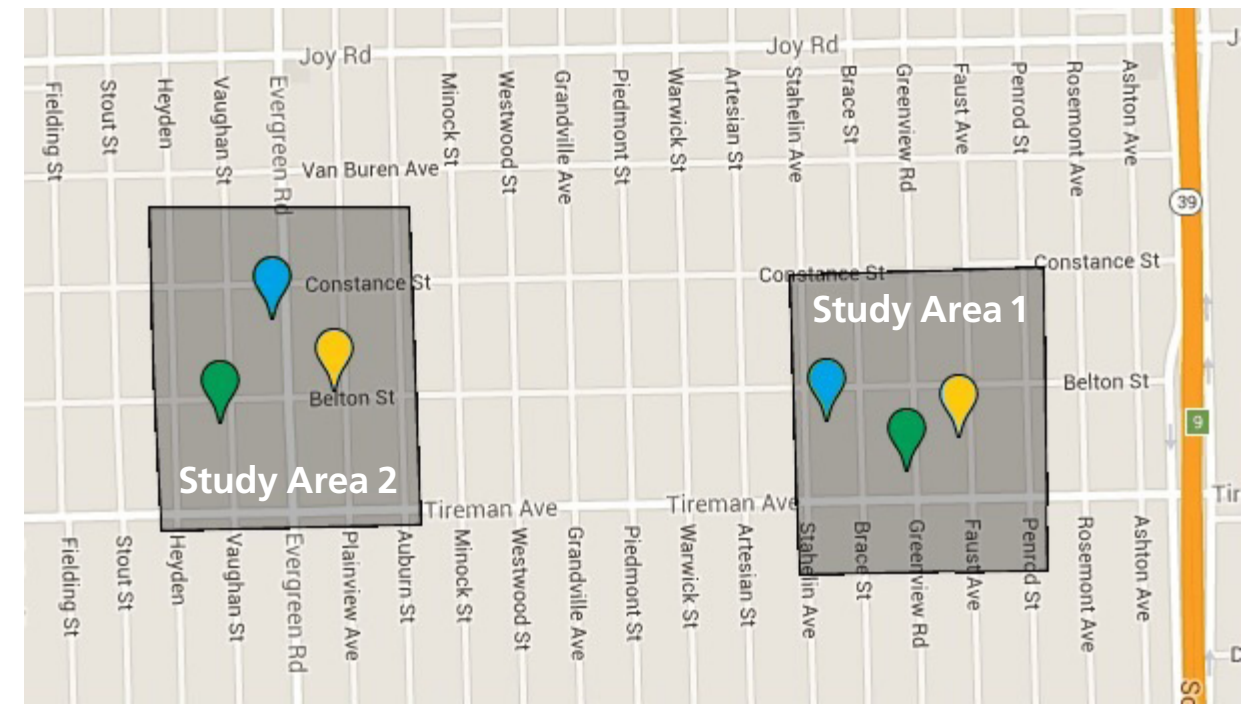 Joy Rd
Joy Rd
J
Fielding St
Stout St
Heyden
Vaughan St
Evergreen Rd
Minock St
Westwood St
Grandville Ave
Piedmont St
Warwick St
Artesian St
Stahelin Ave
Brace St
Greenview Rd
Faust Ave
Penrod St
Rosemont Ave
Ashton Ave
Van Buren Ave
39
Constance St
Constance St
Constance St
Study Area 1
Belton St
Belton St
Study Area 2
Tireman Ave
Tireman Ave
Tir
Fielding St
Stout St
Heyden
Vaughan St
Evergreen Rd
Plainview Ave
Auburn St
Minock St
Westwood St
Grandville Ave
Piedmont St
Warwick St
Artesian St
Stahelin Ave
Brace St
Greenview Rd
Faust Ave
Penrod St
Rosemont Ave
Ashton Ave
D
So